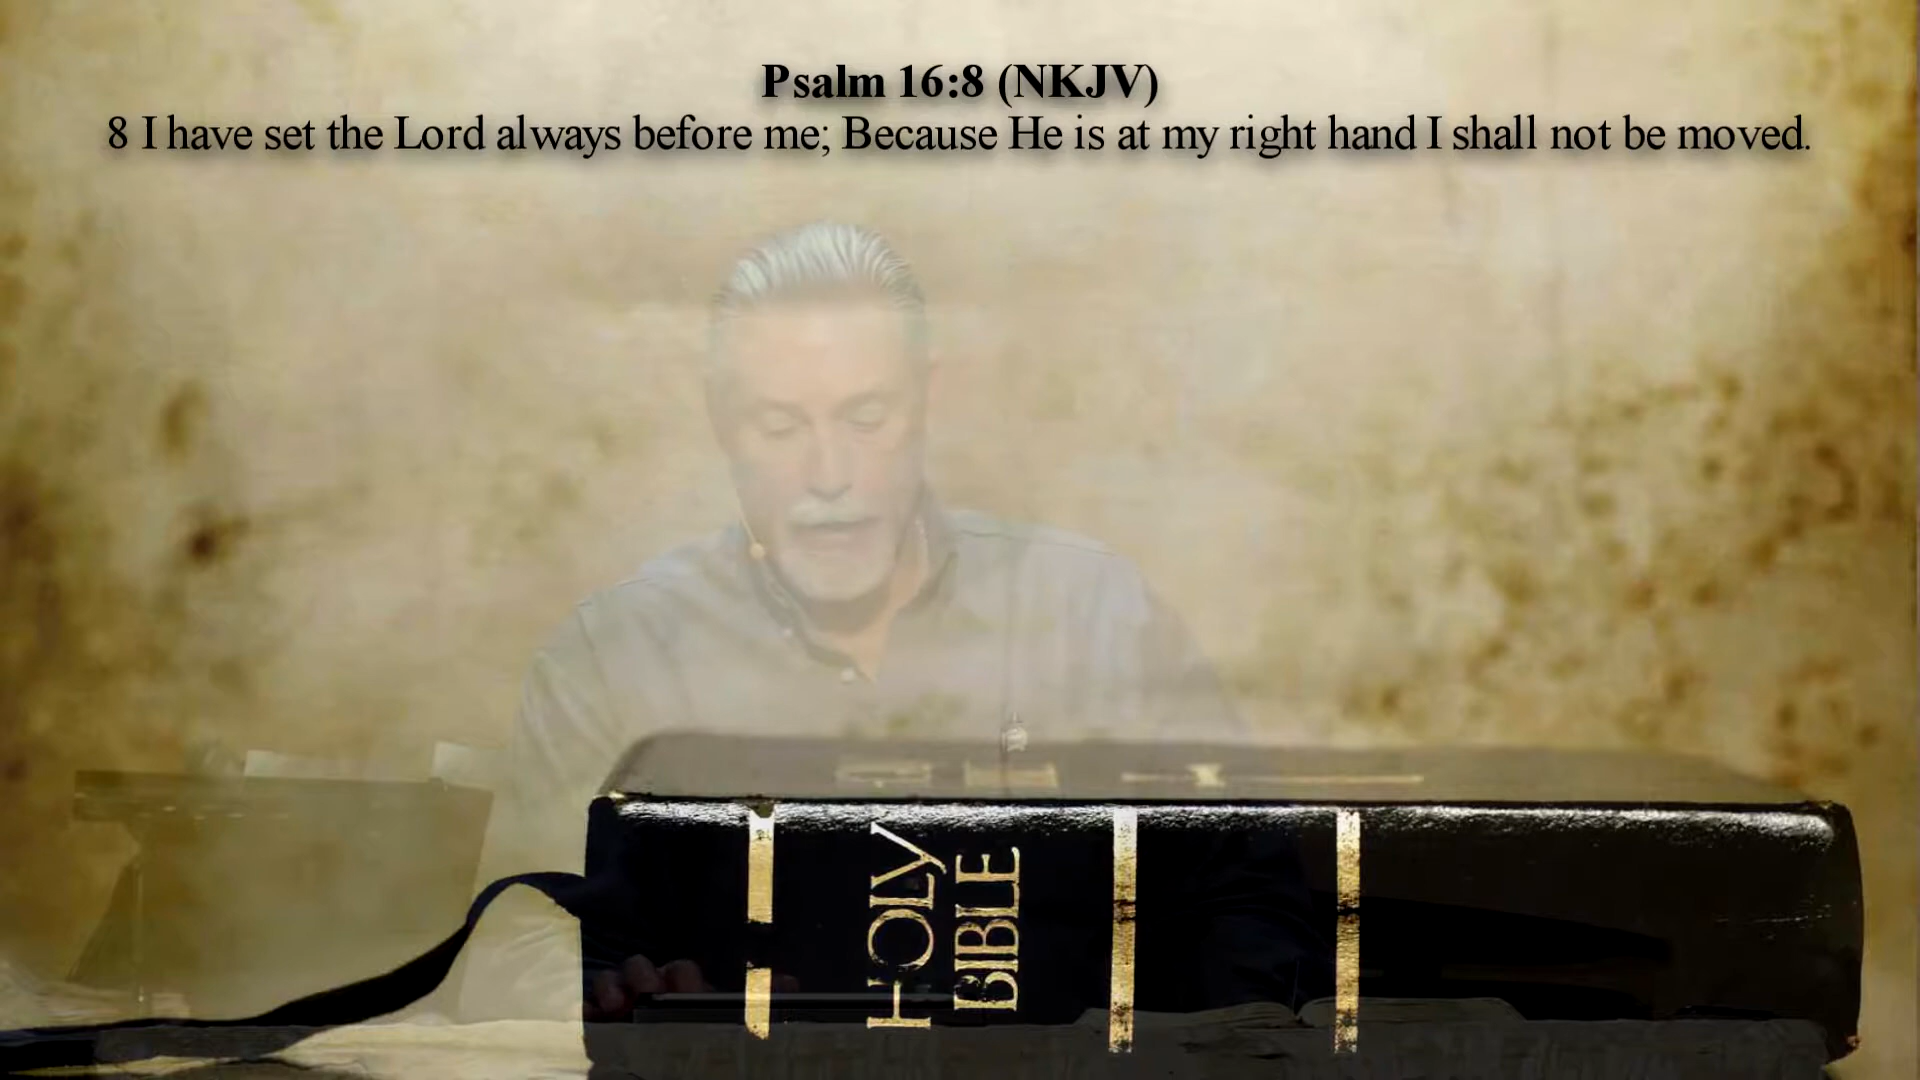 Psalm 16:8 (NKJV)
8 I have set the Lord always before me; Because He is at my right hand I shall not be moved.
HOLY
BIBLE